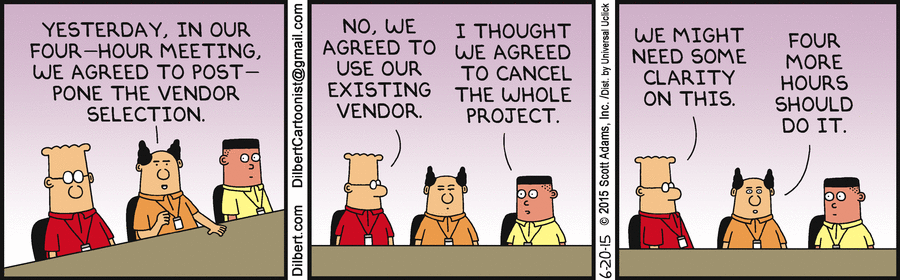 YESTERDAY, IN OUR
FOUR-HOUR MEETING,
WE AGREED TO POST-
PONE THE VENDOR
SELECTION.
Dilbert.com DilbertCartoonist@gmail.com
NO, WE
AGREED TO
USE OUR
EXISTING
VENDOR.
I THOUGHT
WE AGREED
TO CANCEL
THE WHOLE
PROJECT.
6-20-15 © 2015 Scott Adams, Inc. /Dist. by Universal Uclick
WE MIGHT
NEED SOME
CLARITY
ON THIS.
FOUR
MORE
HOURS
SHOULD
DO IT.